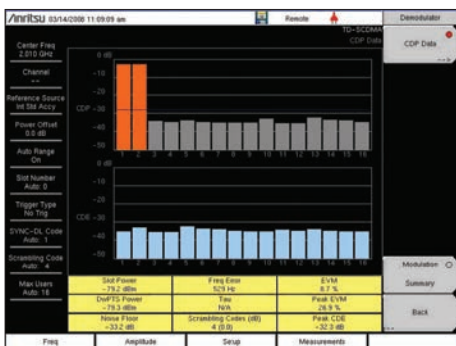 Anritsu 03/14/2008 11:09:09 am
Remote
Demodulator
TD-SCDMA
CDP Data
Center Freq
2.010 GHz
Channel
--
Reference Source
Int Std Accy
Power Offset
0.0 dB
Auto Range
On
Slot Number
Auto: 0
Trigger Type
No Trig
SYNC-DL Code
Auto: 1
Scrambling Code
Auto: 4
Max Users
Auto: 16
0 dB
-10
-20
CDP -30
-40
-50
1 2 3 4 5 6 7 8 9 10 11 12 13 14 15 16
0 dB
-10
-20
CDE -30
-40
-50
1 2 3 4 5 6 7 8 9 10 11 12 13 14 15 16
Slot Power
-79.2 dBm
Freq Error
529 Hz
EVM
8.7 %
DwPTS Power
-79.3 dBm
Tau
N/A
Peak EVM
26.9 %
Noise Floor
-33.2 dB
Scrambling Codes (dB)
4 (0.0)
Peak CDE
-32.3 dB
CDP Data
Modulation
Summary
Back
Freq
Amplitude
Setup
Measurements